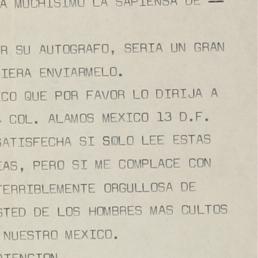 A MUCHISIMO LA SAPIENSA DE —
R SU AUTOGRAFO, SERIA UN GRAN
IERA ENVIARMELO.
CO QUE POR FAVOR LO DIRIJA A
COL. ALAMOS MEXICO 13 D.F.
SATISFECHA SI SOLO LEE ESTAS
EAS, PERO SI ME COMPLACE CON
TERRIBLEMENTE ORGULLOSA DE
STED DE LOS HOMBRES MAS CULTOS
NUESTRO MEXICO.
ATENCION